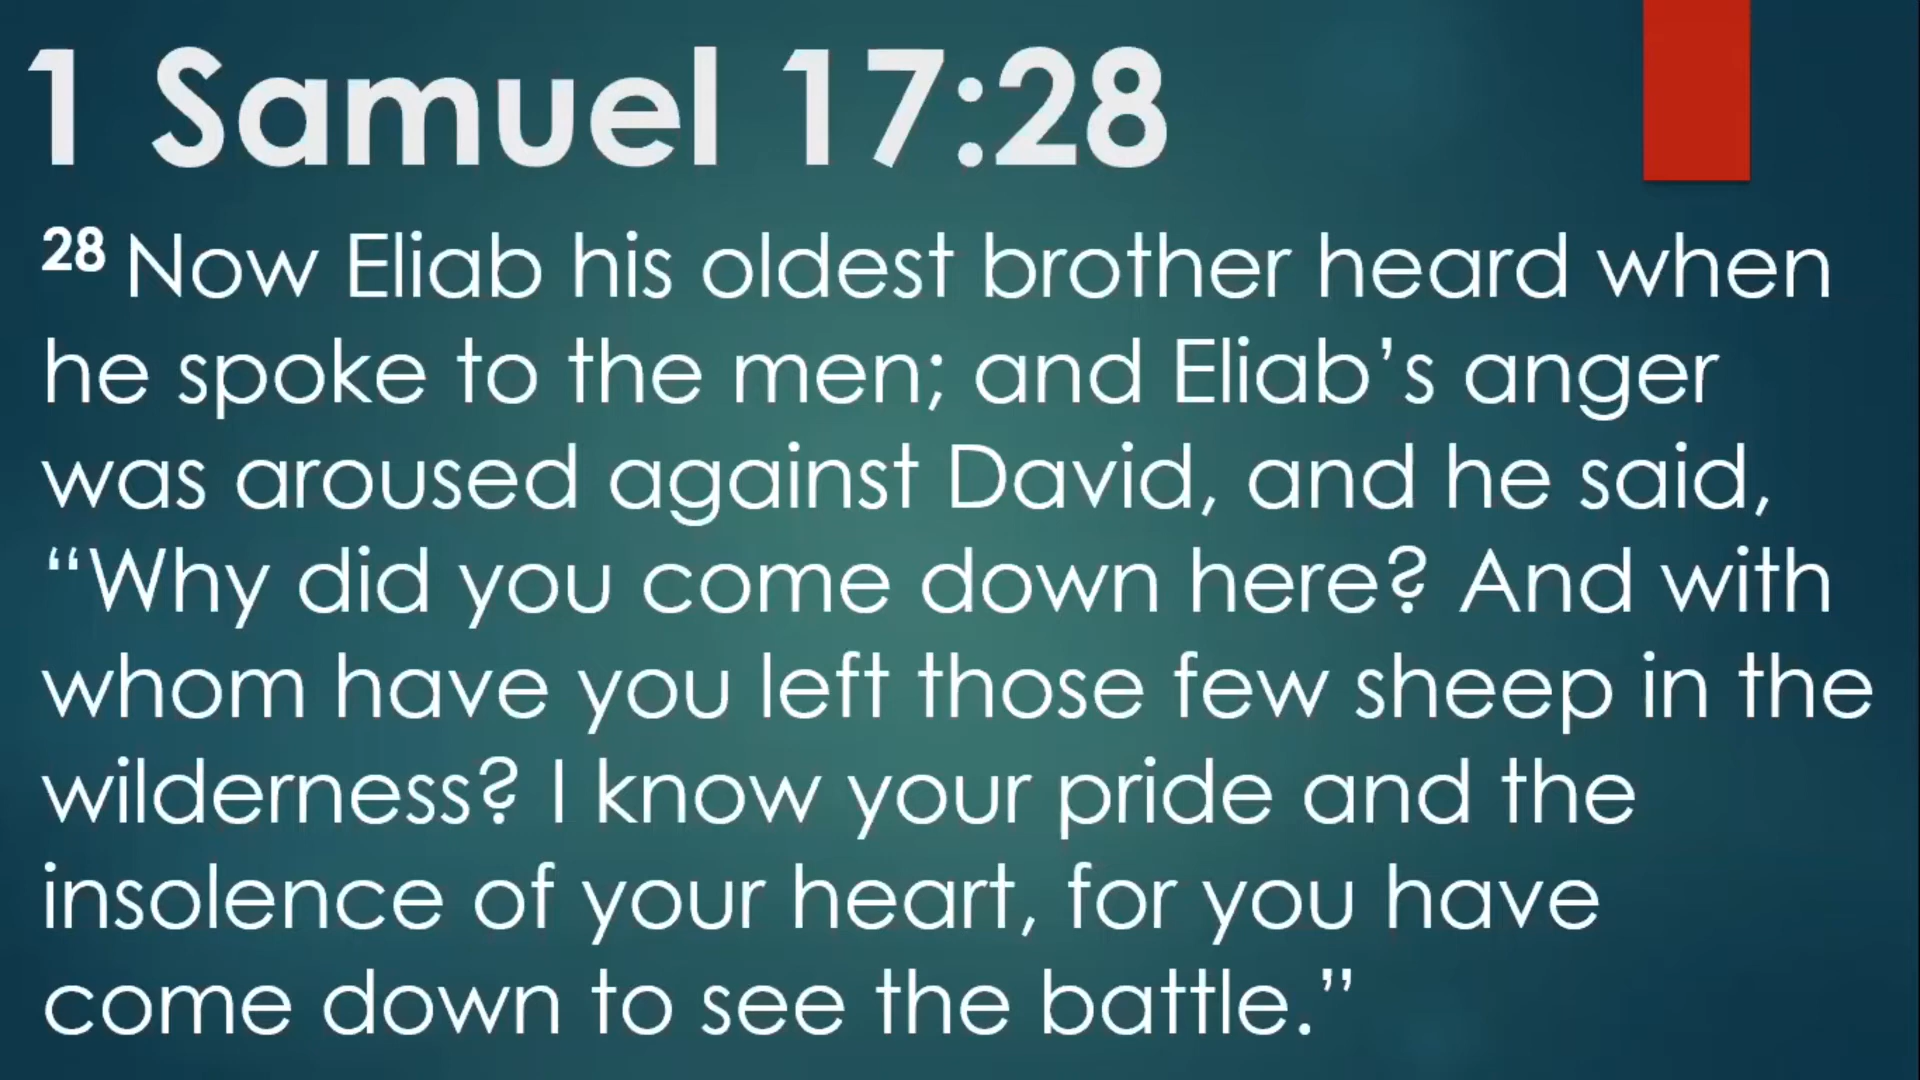 1 Samuel 17:28
28 Now Eliab his oldest brother heard when
he spoke to the men; and Eliab’s anger
was aroused against David, and he said,
“Why did you come down here? And with
whom have you left those few sheep in the
wilderness? I know your pride and the
insolence of your heart, for you have
come down to see the battle.”